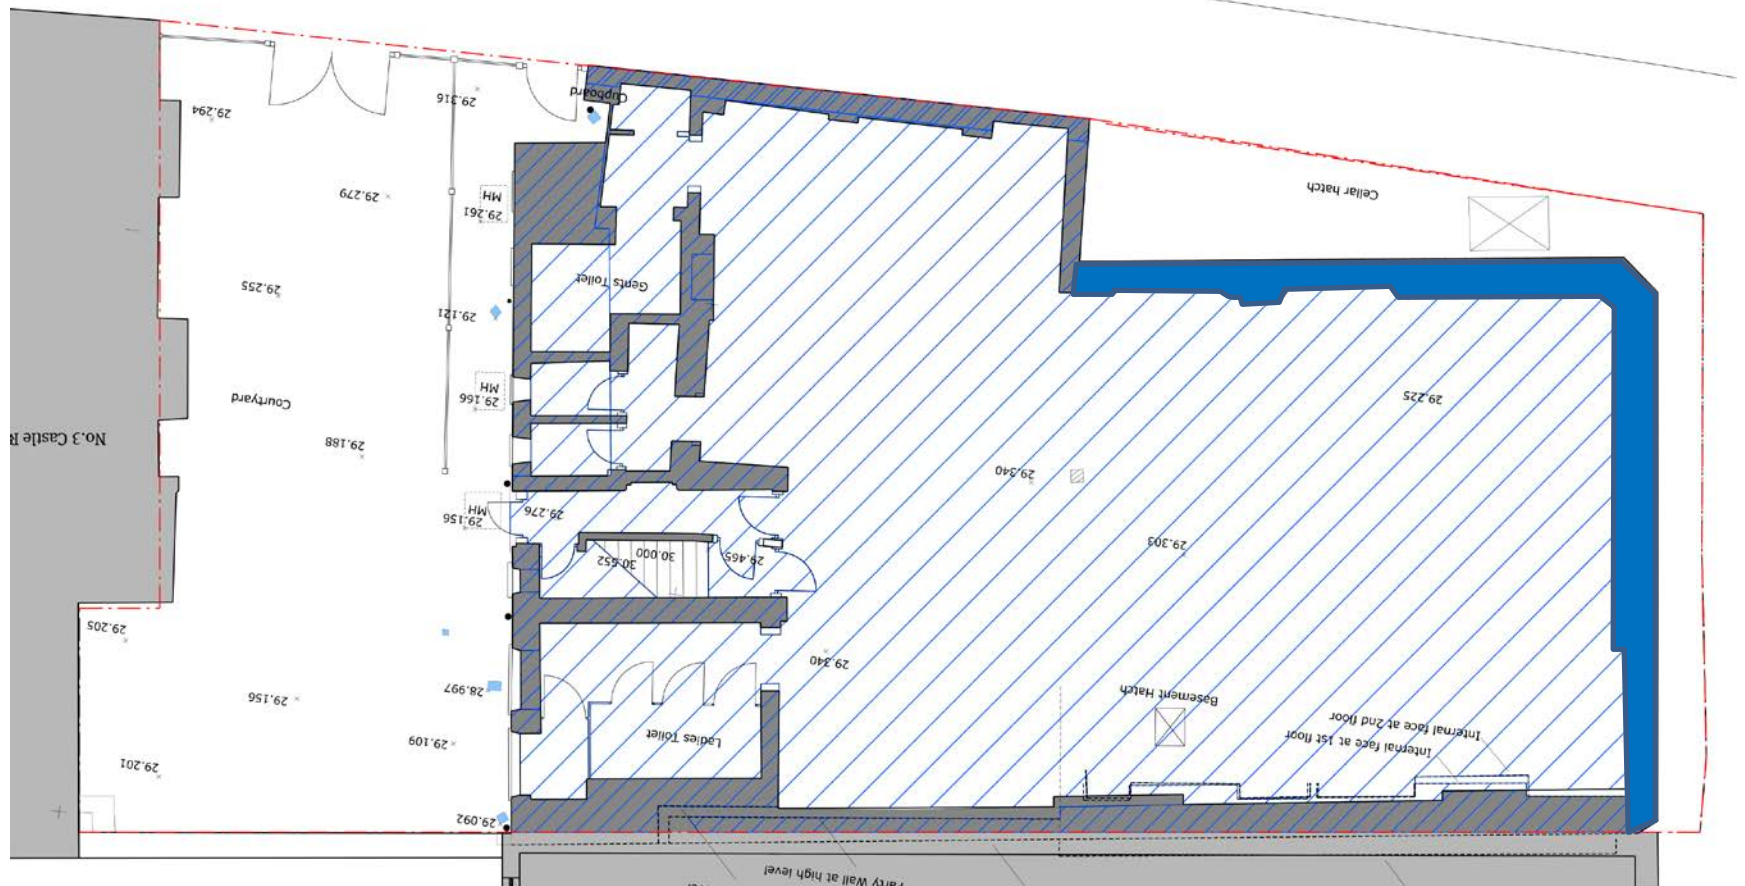 Cupboard
29.316
29.294
29.279
MH
29.261
Cellar hatch
Gents Toilet
29.255
29.121
MH
29.166
Courtyard
29.225
No.3 Castle R
29.188
29.340
MH
29.156
29.276
29.303
30.552
30.000
29.465
29.205
29.340
28.997
29.156
Basement Hatch
Internal face at 2nd floor
Internal face at 1st floor
Ladies Toilet
29.109
29.201
29.092
Party Wall at high level